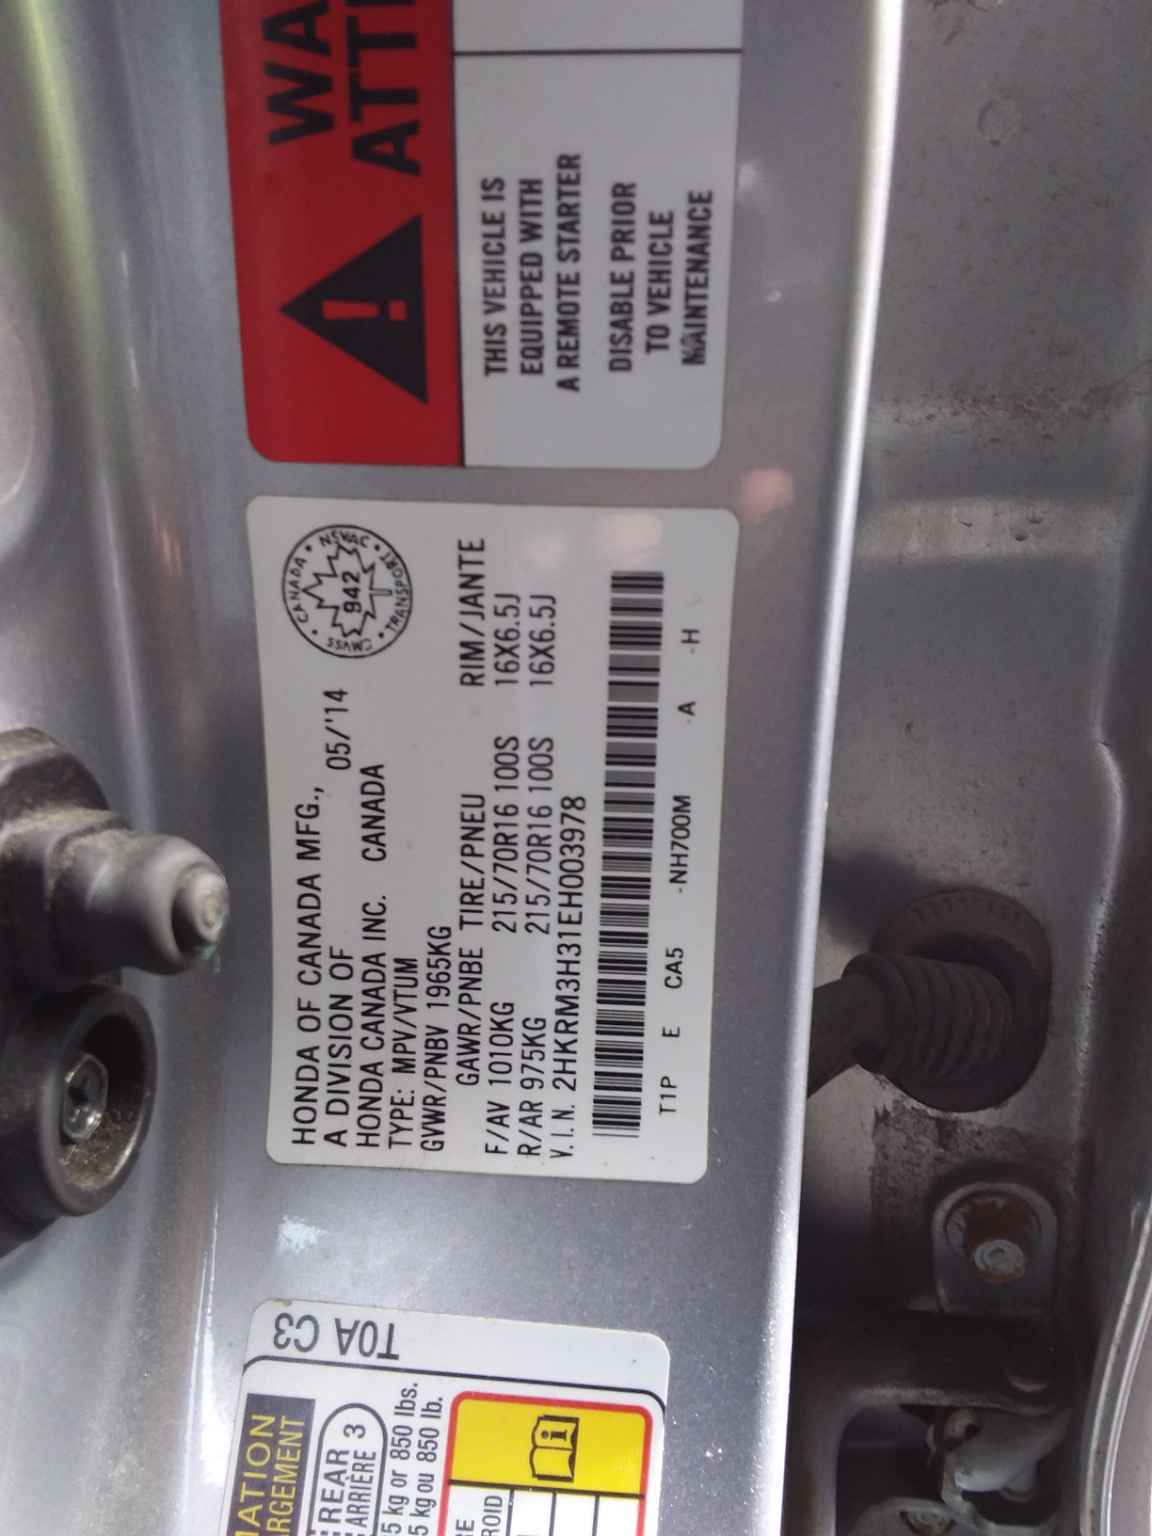 WA
ATT
THIS VEHICLE IS
EQUIPPED WITH
A REMOTE STARTER
DISABLE PRIOR
TO VEHICLE
MAINTENANCE
HONDA OF CANADA MFG., 05/'14
A DIVISION OF
HONDA CANADA INC. CANADA
TYPE: MPV/VTUM
GVWR/PNBV 1965KG
GAWR/PNBE TIRE/PNEU RIM/JANTE
F/AV 1010KG 215/70R16 100S 16X6.5J
R/AR 975KG 215/70R16 100S 16X6.5J
V.I.N. 2HKRM3H31EH003978
T1P E CA5 -NH700M -A -H
CANADA • NSVAC • TRANSPORT • CMVSS •
942
T0A C3
MATION
RGEMENT
REAR 3
ARRIÈRE
5 kg or 850 lbs.
5 kg ou 850 lb.
E
ROID